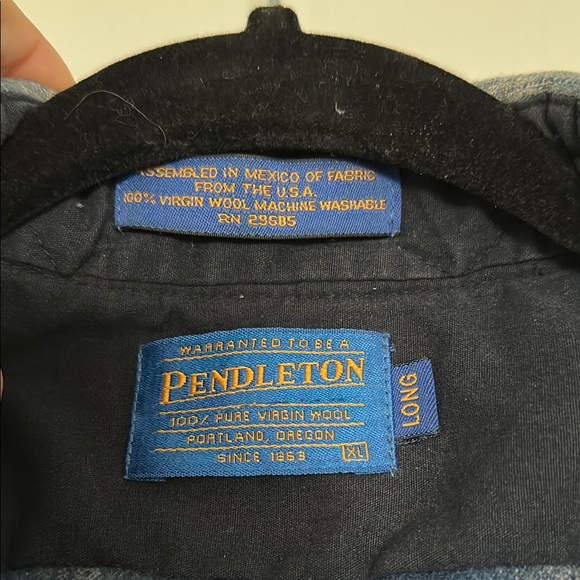 ASSEMBLED IN MEXICO OF FABRIC
FROM THE U.S.A.
100% VIRGIN WOOL MACHINE WASHABLE
RN 29685
WARRANTED TO BE A
PENDLETON
100% PURE VIRGIN WOOL
PORTLAND, OREGON
SINCE 1863
XL
LONG